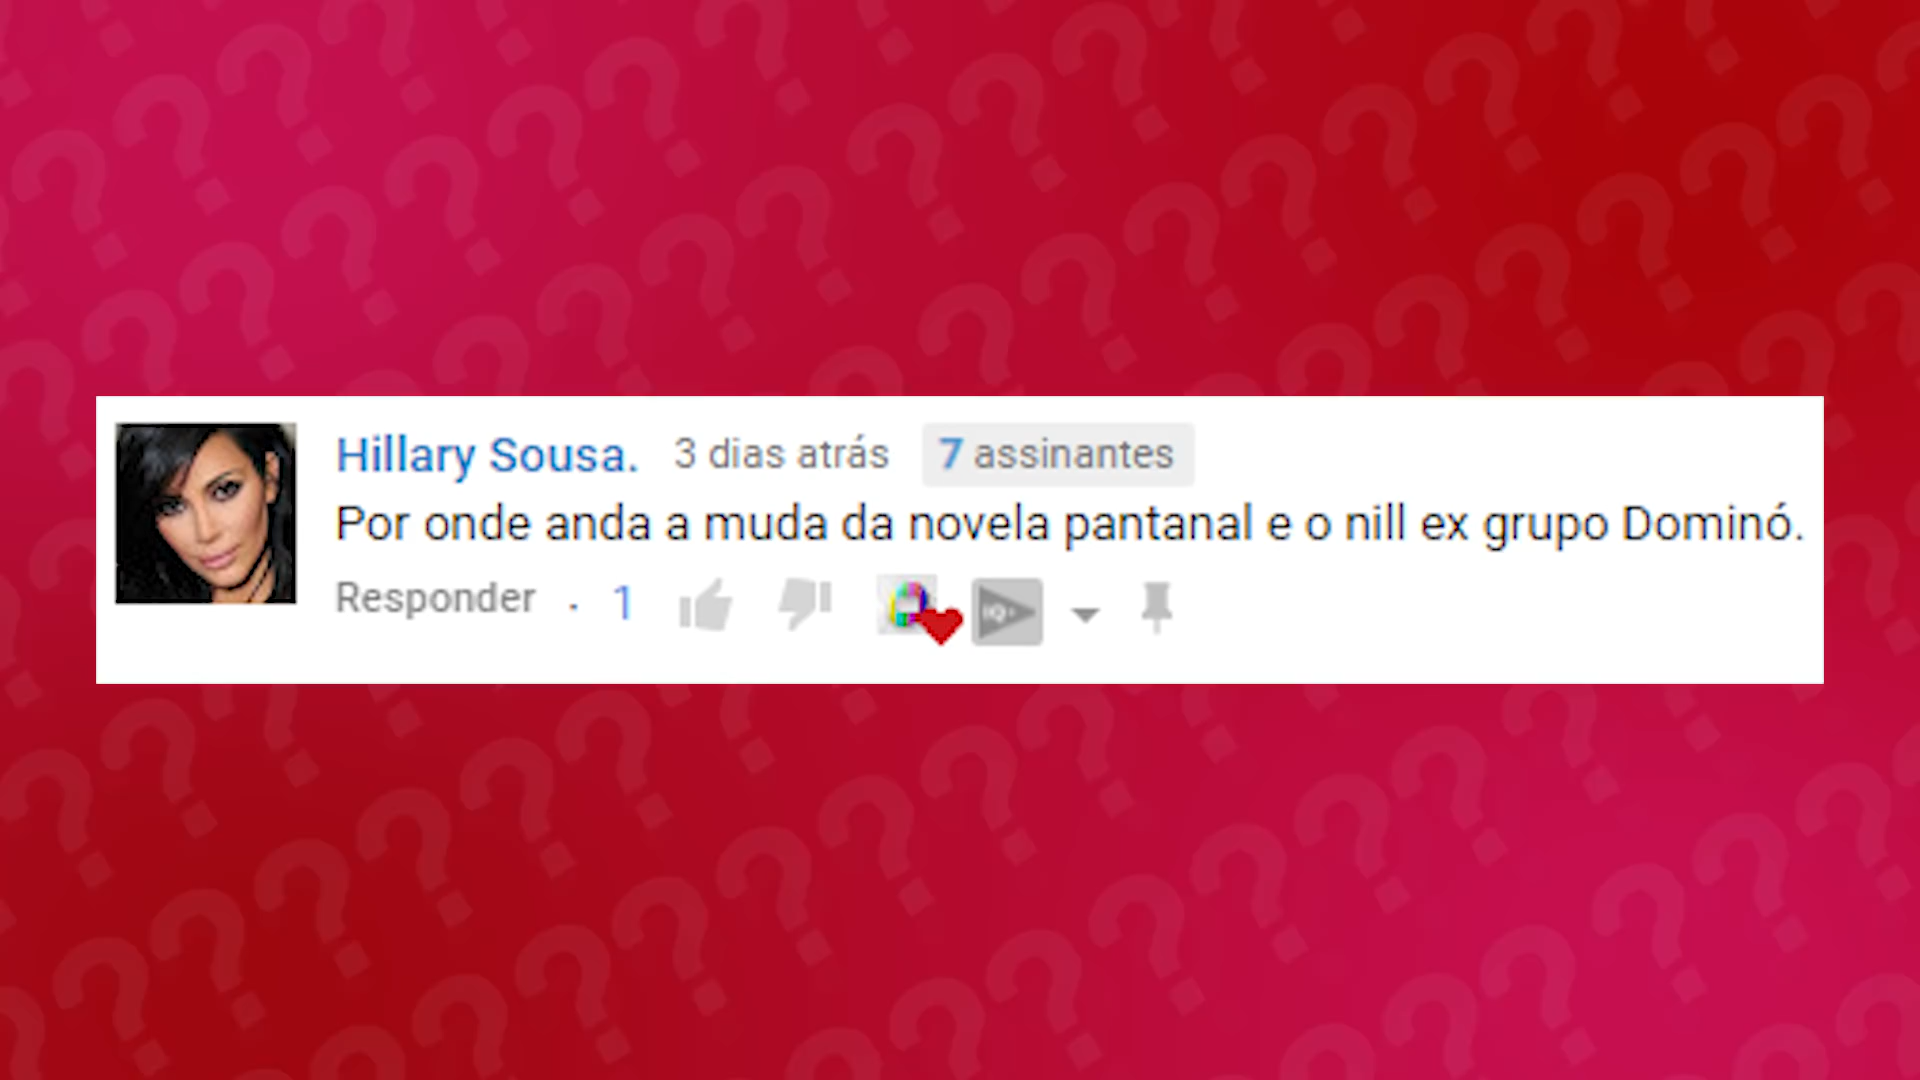 Hillary Sousa. 3 dias atrás 7 assinantes
Por onde anda a muda da novela pantanal e o nill ex grupo Dominó.
Responder · 1 IQ+